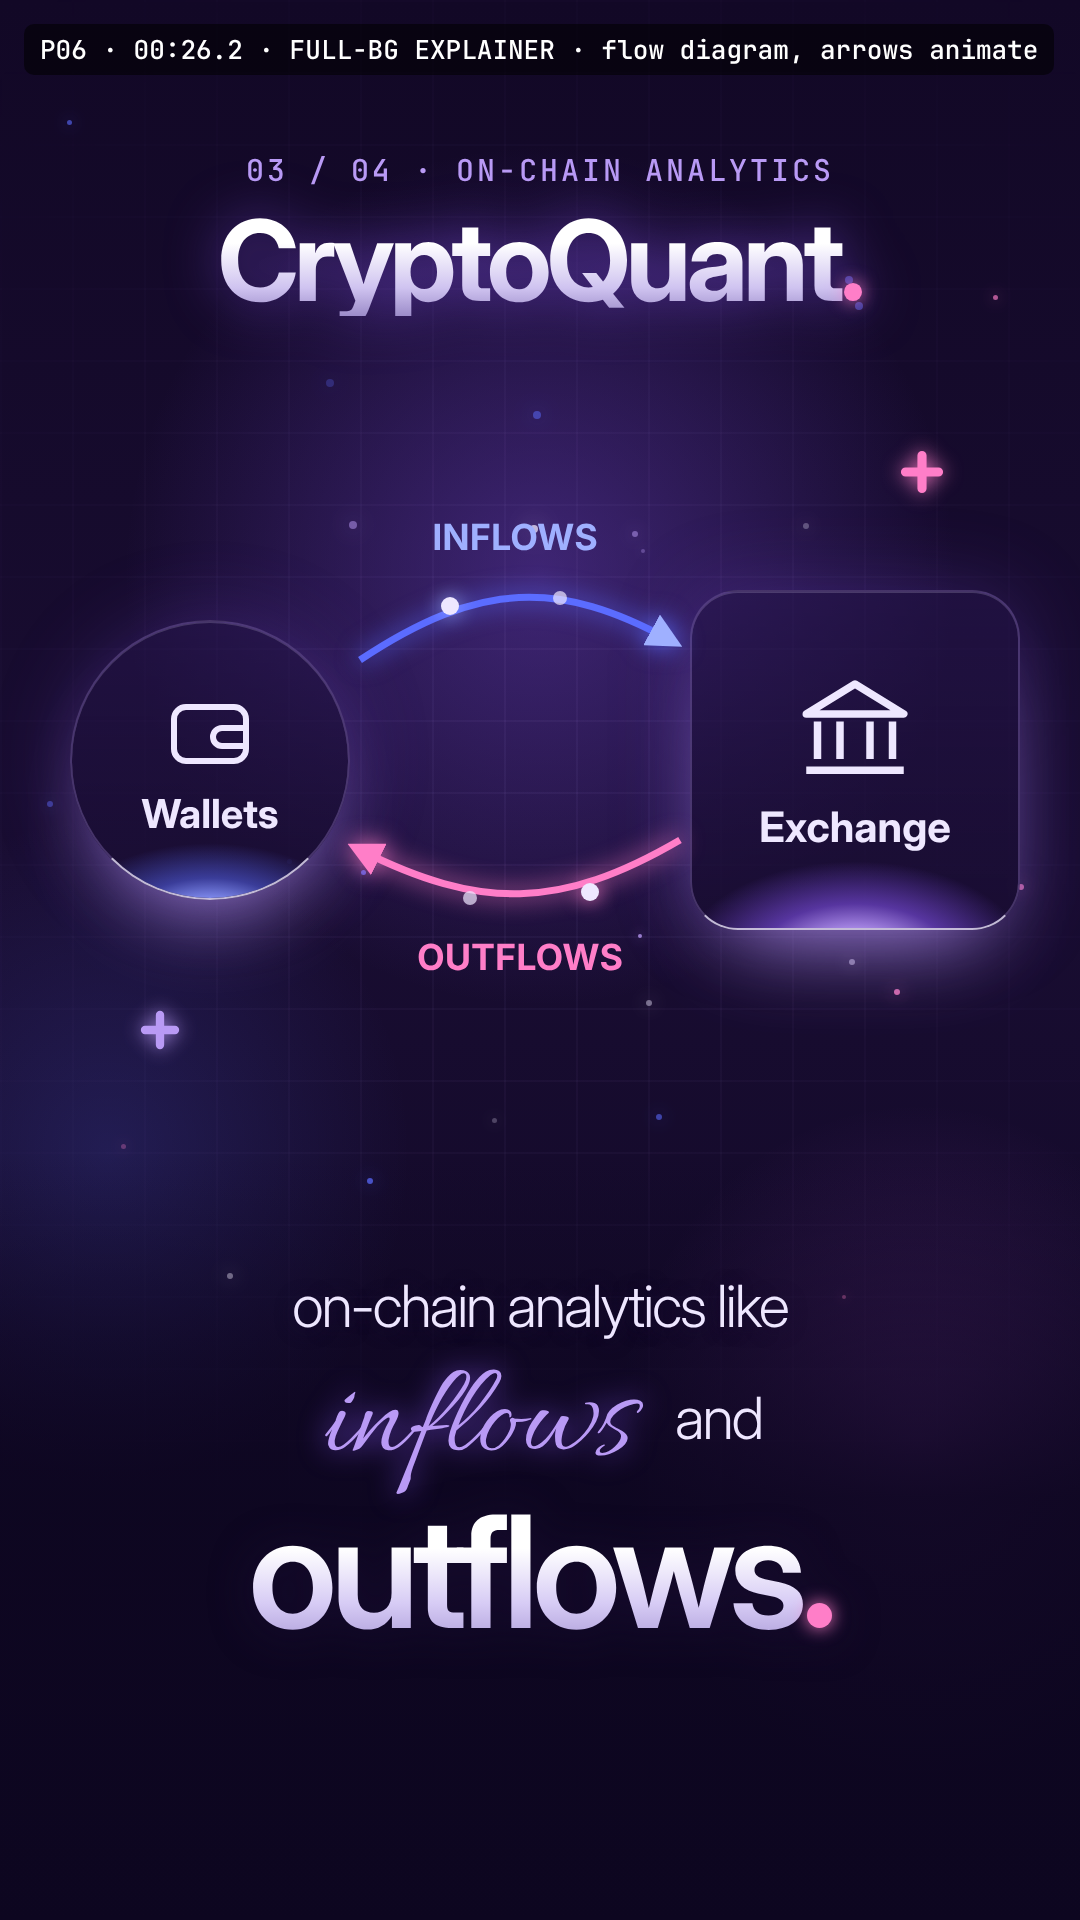 P06 · 00:26.2 · FULL-BG EXPLAINER · flow diagram, arrows animate
03 / 04 · ON-CHAIN ANALYTICS
CryptoQuant.
INFLOWS
Wallets
Exchange
OUTFLOWS
on-chain analytics like
inflows and
outflows.